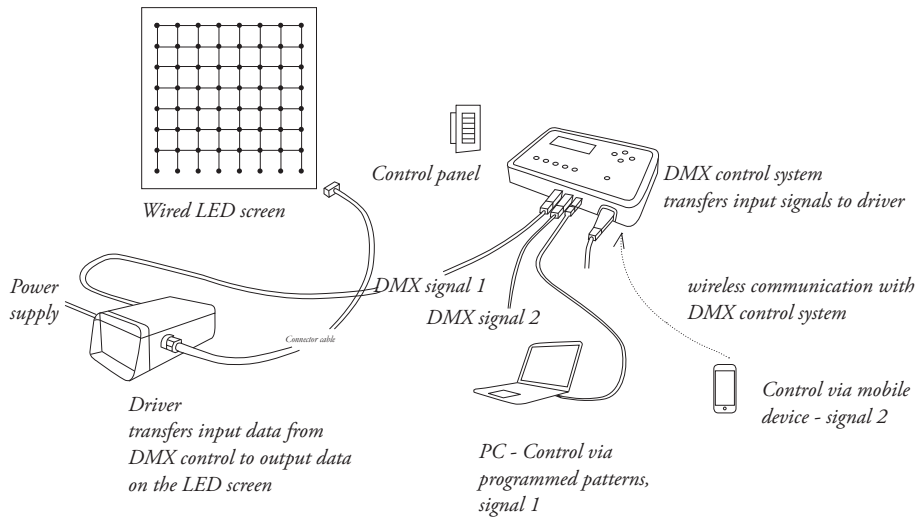 Wired LED screen
Control panel
DMX control system
transfers input signals to driver
Power
supply
DMX signal 1
DMX signal 2
wireless communication with
DMX control system
Connector cable
Driver
transfers input data from
DMX control to output data
on the LED screen
PC - Control via
programmed patterns,
signal 1
Control via mobile
device - signal 2